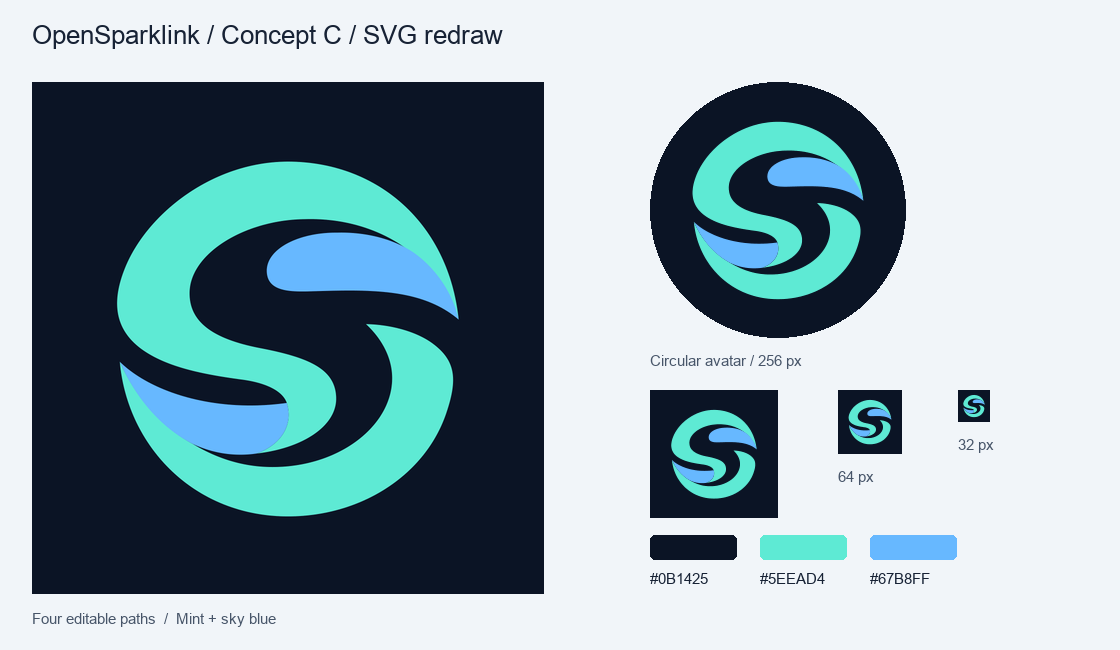 OpenSparklink / Concept C / SVG redraw
Circular avatar / 256 px
64 px
32 px
#0B1425
#5EEAD4
#67B8FF
Four editable paths / Mint + sky blue